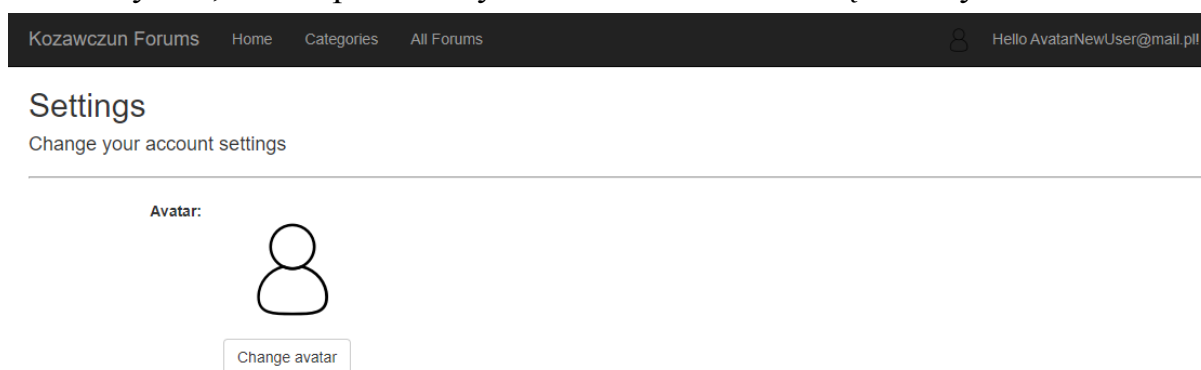 Kozawczun Forums Home Categories All Forums Hello AvatarNewUser@mail.pl!
Settings
Change your account settings
Avatar:
Change avatar